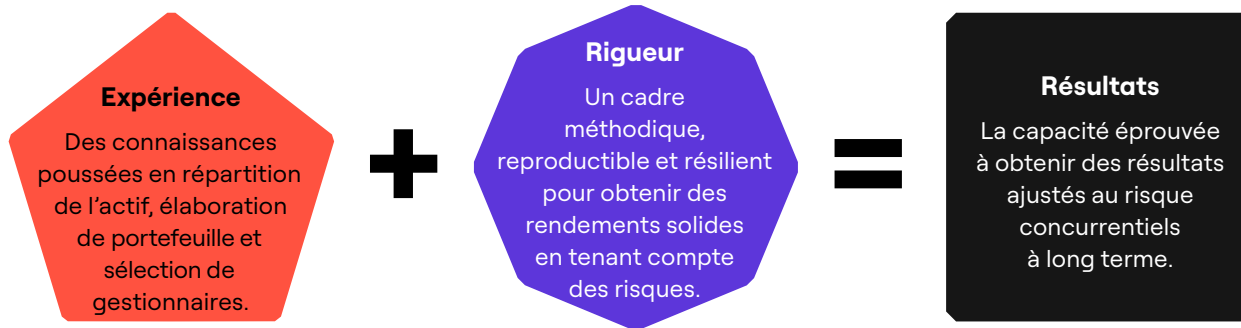 Expérience
Des connaissances
poussées en répartition
de l'actif, élaboration
de portefeuille et
sélection de
gestionnaires.
+
Rigueur
Un cadre
méthodique,
reproductible et résilient
pour obtenir des
rendements solides
en tenant compte
des risques.
=
Résultats
La capacité éprouvée
à obtenir des résultats
ajustés au risque
concurrentiels
à long terme.